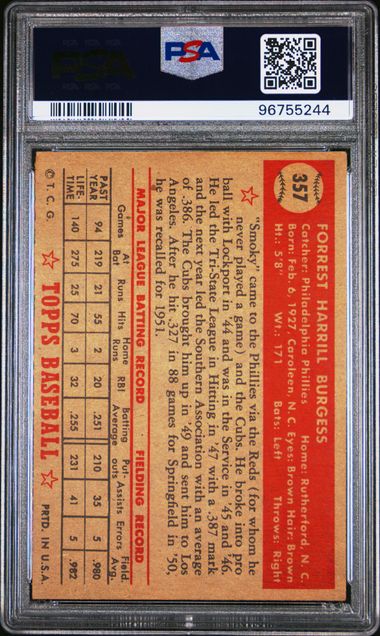 PSA
PSA
96755244
357
FORREST HARRILL BURGESS
Catcher: Philadelphia Phillies Home: Rutherford, N. C.
Born: Feb. 6, 1927, Caroleen, N. C. Eyes: Brown Hair: Brown
Ht.: 5'8" Wt.: 171 Bats: Left Throws: Right
"Smoky" came to the Phillies via the Reds (for whom he
never played a game) and the Cubs. He broke into pro
ball with Lockport in '44 and was in the Service in '45 and '46.
He led the Tri-State League in Hitting in '47 with a .387 mark
and the next year led the Southern Association with an average
of .386. The Cubs brought him up in '49 and sent him to Los
Angeles. After he hit .327 in 88 games for Springfield in '50,
he was recalled for 1951.
MAJOR LEAGUE BATTING RECORD FIELDING RECORD
Games At Bat Runs Hits Home Runs RBI Batting Average Put-outs Assists Errors Field. Avg.
PAST YEAR 94 219 21 55 2 20 .251 210 35 5 .980
LIFE-TIME 140 275 25 70 3 32 .255 231 41 5 .982
© T. C. G. TOPPS BASEBALL PRTD. IN U.S.A.